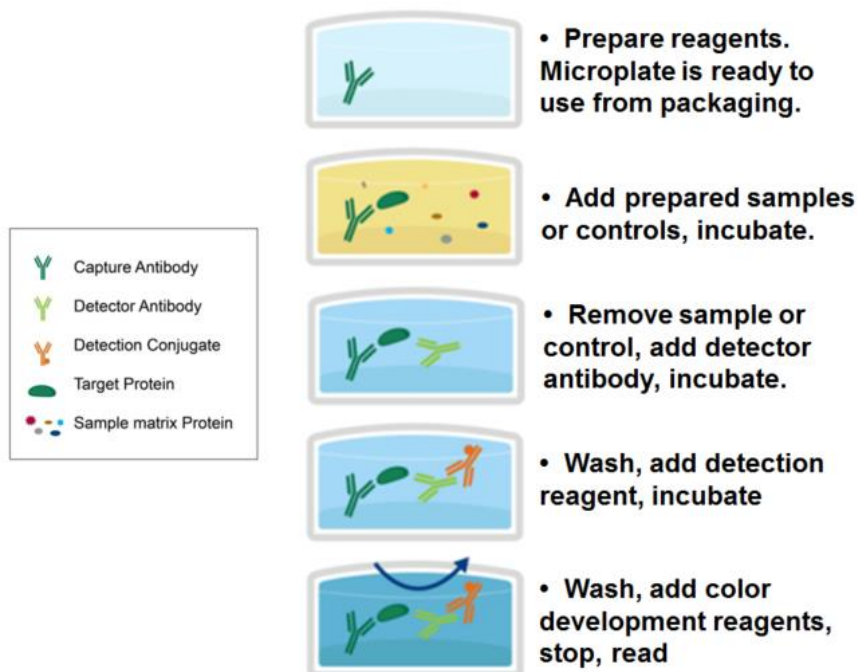 • Prepare reagents.
Microplate is ready to
use from packaging.
• Add prepared samples
or controls, incubate.
Capture Antibody
Detector Antibody
Detection Conjugate
Target Protein
Sample matrix Protein
• Remove sample or
control, add detector
antibody, incubate.
• Wash, add detection
reagent, incubate
• Wash, add color
development reagents,
stop, read